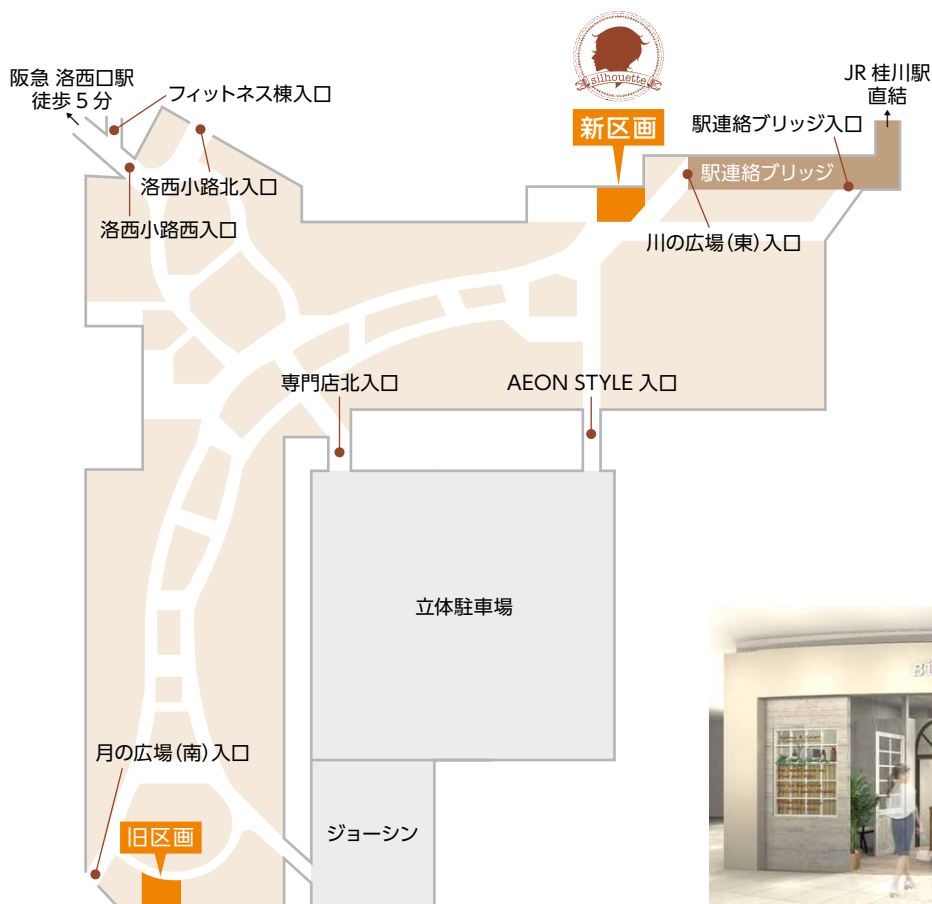 silhouette
阪急 洛西口駅
徒歩 5 分
フィットネス棟入口
新区画
JR 桂川駅
直結
駅連絡ブリッジ入口
駅連絡ブリッジ
洛西小路北入口
洛西小路西入口
川の広場(東)入口
専門店北入口
AEON STYLE 入口
立体駐車場
月の広場(南)入口
旧区画
ジョーシン
si